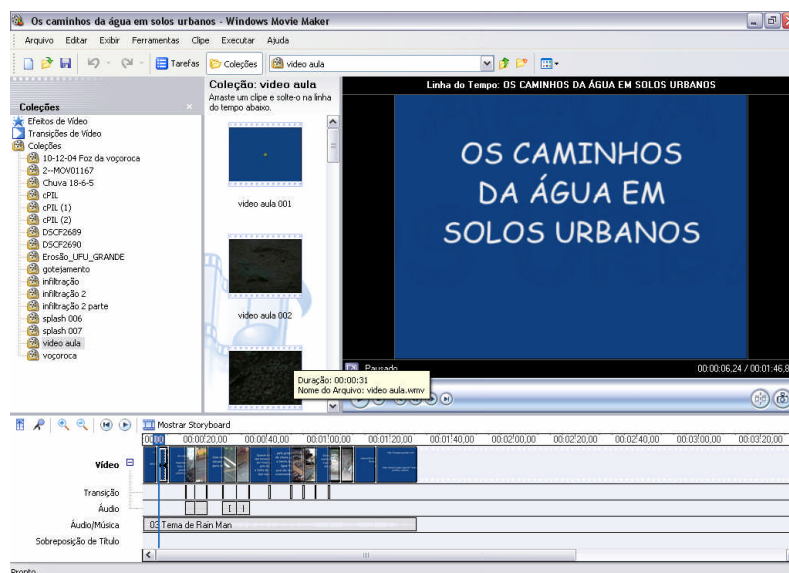 Os caminhos da água em solos urbanos - Windows Movie Maker
Arquivo Editar Exibir Ferramentas Clipe Executar Ajuda
Tarefas Coleções video aula
Coleções
Efeitos de Vídeo
Transições de Vídeo
Coleções
10-12-04 Foz da voçoroca
2--MOV01167
Chuva 18-6-5
cPIL
cPIL (1)
cPIL (2)
DSCF2689
DSCF2690
Erosão_UFU_GRANDE
gotejamento
infiltração
infiltração 2
infiltração 2 parte
splash 006
splash 007
video aula
voçoroca
Coleção: video aula
Arraste um clipe e solte-o na linha
do tempo abaixo.
video aula 001
video aula 002
Duração: 00:00:31
Nome do Arquivo: video aula.wmv
Linha do Tempo: OS CAMINHOS DA ÁGUA EM SOLOS URBANOS
OS CAMINHOS
DA ÁGUA EM
SOLOS URBANOS
Pausado 00:00:06,24 / 00:01:46,8
Mostrar Storyboard
00:00 00:00:20,00 00:00:40,00 00:01:00,00 00:01:20,00 00:01:40,00 00:02:00,00 00:02:20,00 00:02:40,00 00:03:00,00 00:03:20,00
Vídeo
Transição
Áudio
Áudio/Música 03 Tema de Rain Man
Sobreposição de Título
Pronto